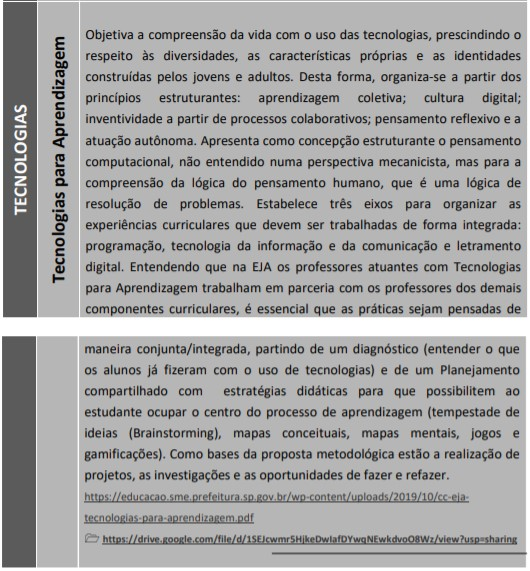 TECNOLOGIAS
Tecnologias para Aprendizagem
Objetiva a compreensão da vida com o uso das tecnologias, prescindindo o
respeito às diversidades, as características próprias e as identidades
construídas pelos jovens e adultos. Desta forma, organiza-se a partir dos
princípios estruturantes: aprendizagem coletiva; cultura digital;
inventividade a partir de processos colaborativos; pensamento reflexivo e a
atuação autônoma. Apresenta como concepção estruturante o pensamento
computacional, não entendido numa perspectiva mecanicista, mas para a
compreensão da lógica do pensamento humano, que é uma lógica de
resolução de problemas. Estabelece três eixos para organizar as
experiências curriculares que devem ser trabalhadas de forma integrada:
programação, tecnologia da informação e da comunicação e letramento
digital. Entendendo que na EJA os professores atuantes com Tecnologias
para Aprendizagem trabalham em parceria com os professores dos demais
componentes curriculares, é essencial que as práticas sejam pensadas de
maneira conjunta/integrada, partindo de um diagnóstico (entender o que
os alunos já fizeram com o uso de tecnologias) e de um Planejamento
compartilhado com estratégias didáticas para que possibilitem ao
estudante ocupar o centro do processo de aprendizagem (tempestade de
ideias (Brainstorming), mapas conceituais, mapas mentais, jogos e
gamificações). Como bases da proposta metodológica estão a realização de
projetos, as investigações e as oportunidades de fazer e refazer.
https://educacao.sme.prefeitura.sp.gov.br/wp-content/uploads/2019/10/cc-eja-
tecnologias-para-aprendizagem.pdf
https://drive.google.com/file/d/1SEJcwmr5HjkeDwIafDYwqNEwkdvoO8Wz/view?usp=sharing